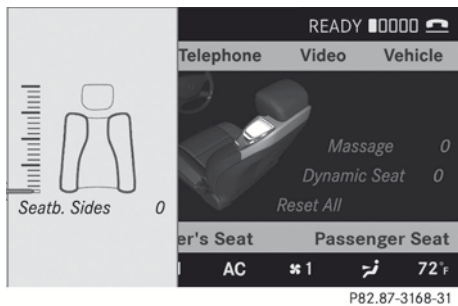 READY
Telephone Video Vehicle
Massage 0
Dynamic Seat 0
Seatb. Sides 0
Reset All
er's Seat Passenger Seat
AC 1 72°F
P82.87-3168-31